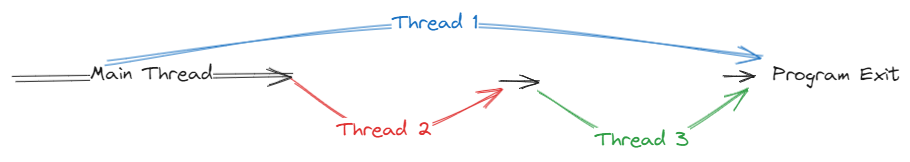 Thread 1
Main Thread
Program Exit
Thread 2
Thread 3